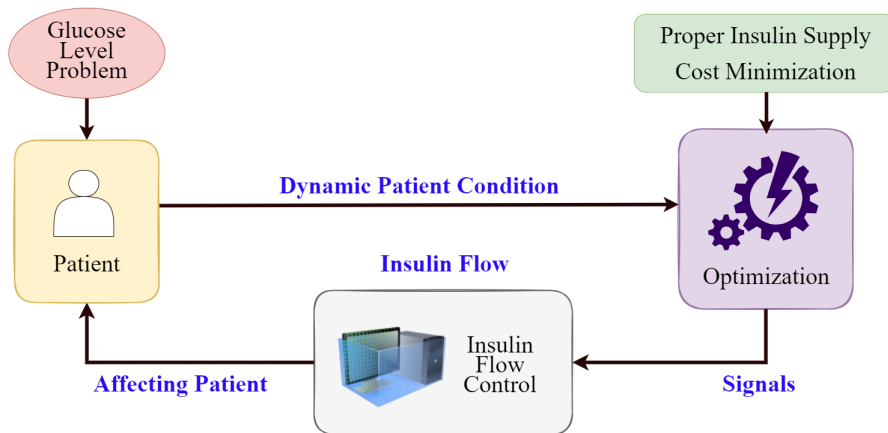 Glucose
Level
Problem
Proper Insulin Supply
Cost Minimization
Dynamic Patient Condition
Patient
Insulin Flow
Optimization
Insulin
Flow
Control
Affecting Patient
Signals